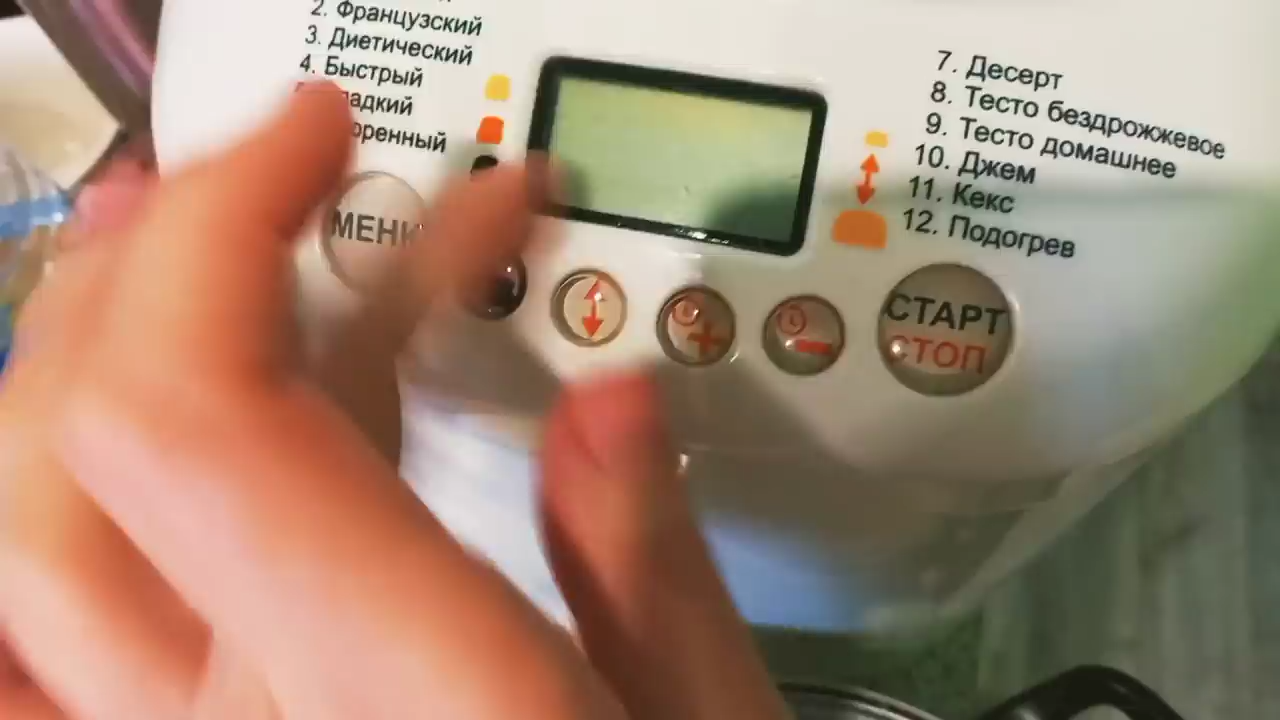 2. Французский
3. Диетический
4. Быстрый
МЕНЮ
7. Десерт
8. Тесто бездрожжевое
9. Тесто домашнее
10. Джем
11. Кекс
12. Подогрев
СТАРТ
СТОП